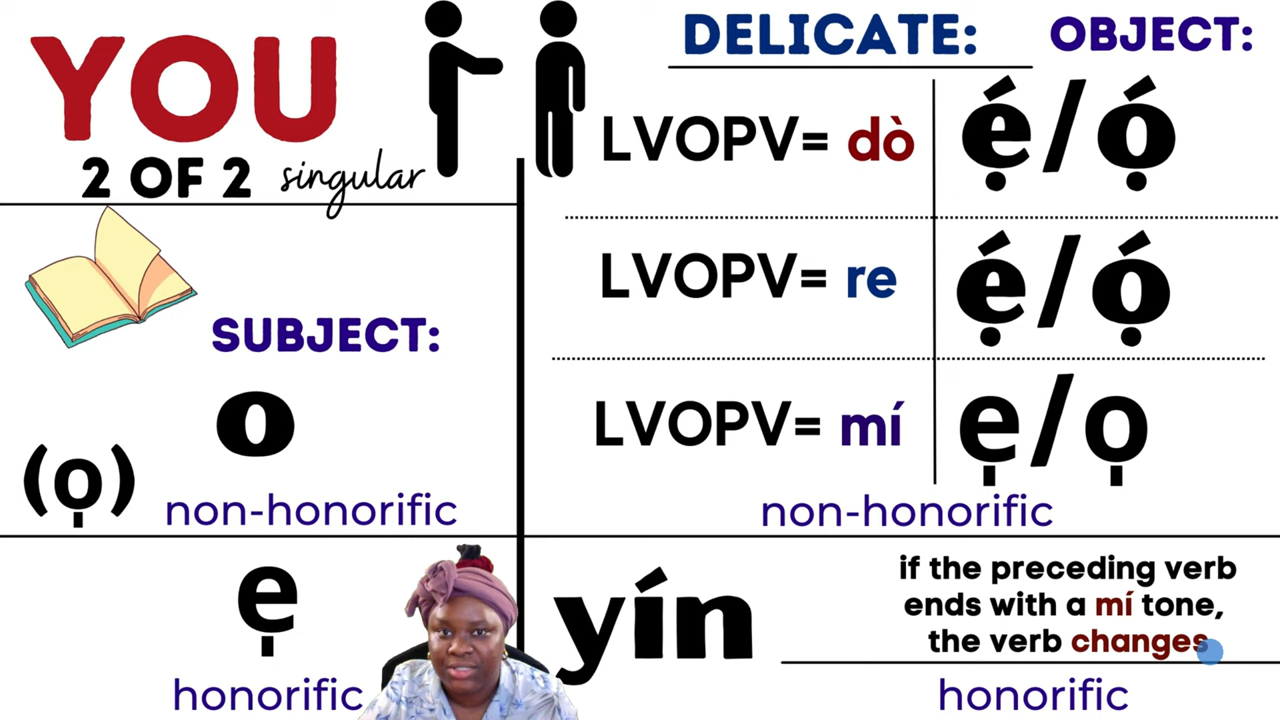 YOU
2 OF 2 singular
SUBJECT:
o
(ọ)
non-honorific
ẹ
honorific
DELICATE: OBJECT:
LVOPV= dò ẹ́/ọ́
LVOPV= re ẹ́/ọ́
LVOPV= mí ẹ/ọ
non-honorific
yín
if the preceding verb
ends with a mí tone,
the verb changes
honorific